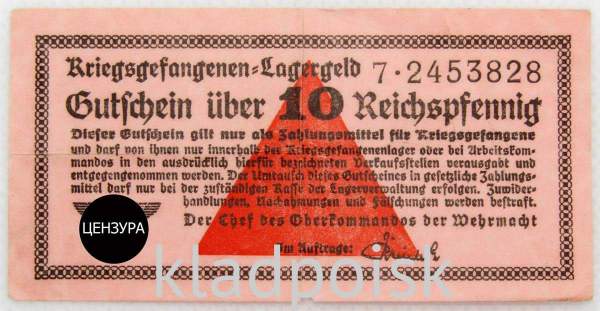 Kriegsgefangenen-Lagergeld 7·2453828
Gutschein über 10 Reichspfennig
Dieser Gutschein gilt nur als Zahlungsmittel für Kriegsgefangene
und darf von ihnen nur innerhalb der Kriegsgefangenenlager oder bei Arbeitskom-
mandos in den ausdrücklich hierfür bezeichneten Verkaufsstellen verausgabt und
entgegengenommen werden. Der Umtausch dieses Gutscheines in gesetzliche Zahlungs-
mittel darf nur bei der zuständigen Kasse der Lagerverwaltung erfolgen. Zuwider-
handlungen, Nachahmungen und Fälschungen werden bestraft.
Der Chef des Oberkommandos der Wehrmacht
ЦЕНЗУРА
Im Auftrage:
kladpoisk